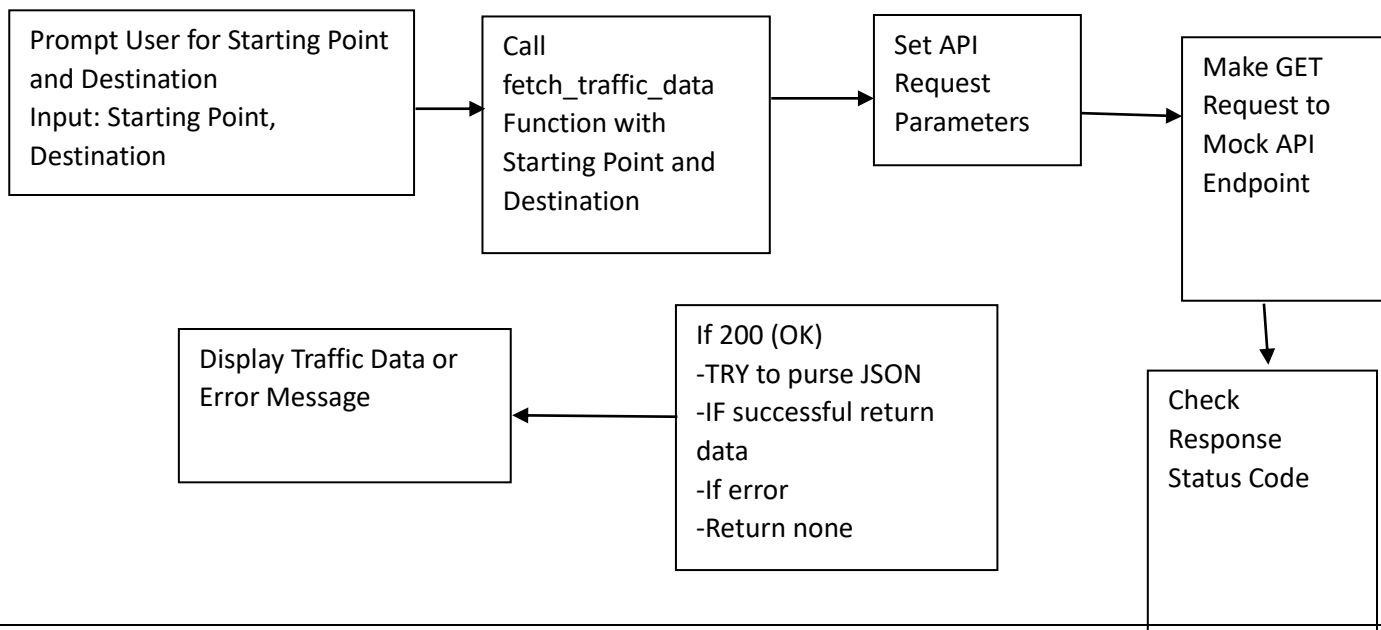 Prompt User for Starting Point
and Destination
Input: Starting Point,
Destination
Call
fetch_traffic_data
Function with
Starting Point and
Destination
Set API
Request
Parameters
Make GET
Request to
Mock API
Endpoint
Check
Response
Status Code
If 200 (OK)
-TRY to purse JSON
-IF successful return
data
-If error
-Return none
Display Traffic Data or
Error Message